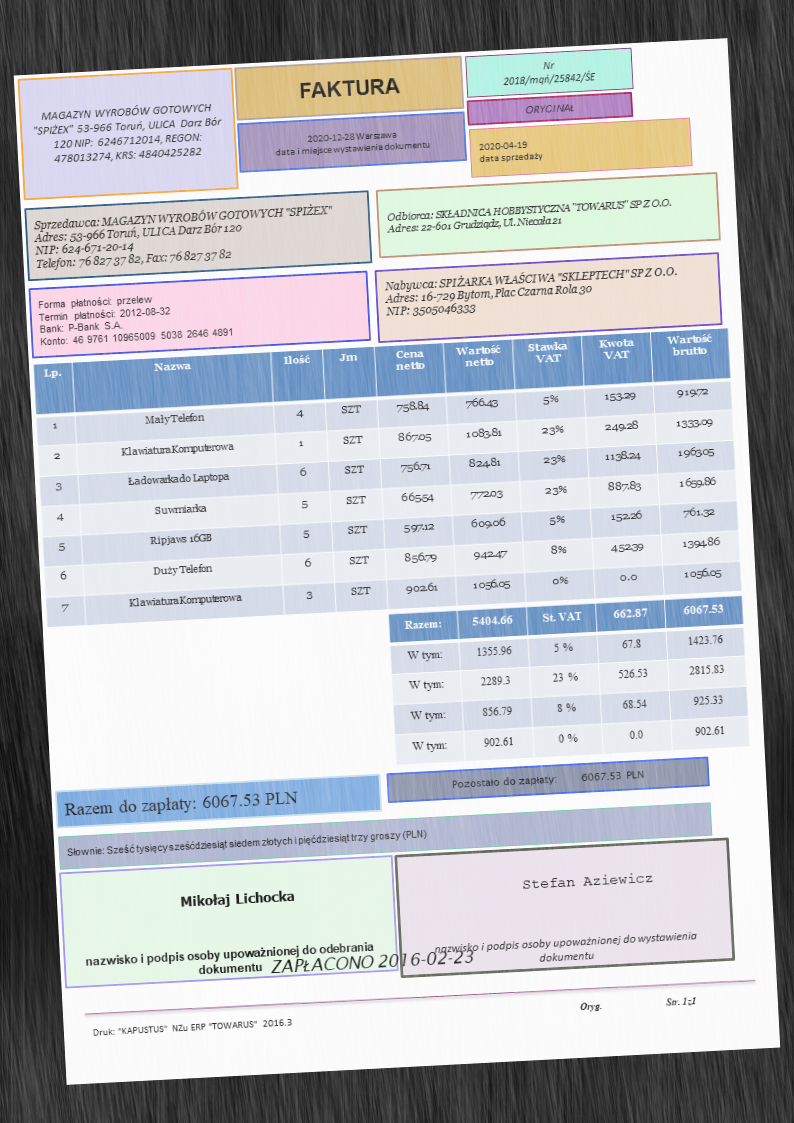 MAGAZYN WYROBÓW GOTOWYCH
"SPIŻEX" 53-966 Toruń, ULICA Darz Bór
120 NIP: 6246712014, REGON:
478013274, KRS: 4840425282
FAKTURA
2020-12-28 Warszawa
data i miejsce wystawienia dokumentu
Nr
2018/mqń/25842/ŚE
ORYGINAŁ
2020-04-19
data sprzedaży
Sprzedawca: MAGAZYN WYROBÓW GOTOWYCH "SPIŻEX"
Adres: 53-966 Toruń, ULICA Darz Bór 120
NIP: 624-671-20-14
Telefon: 76 827 37 82, Fax: 76 827 37 82
Odbiorca: SKŁADNICA HOBBYSTYCZNA "TOWARUS" SP Z O.O.
Adres: 22-601 Grudziądz, Ul. Niecała 21
Forma płatności: przelew
Termin płatności: 2012-08-32
Bank: P-Bank S.A.
Konto: 46 9761 10965009 5038 2646 4891
Nabywca: SPIŻARKA WŁAŚCIWA "SKLEPTECH" SP Z O.O.
Adres: 16-729 Bytom, Plac Czarna Rola 30
NIP: 3505046333
Lp. Nazwa Ilość Jm Cena netto Wartość netto Stawka VAT Kwota VAT Wartość brutto
1 Mały Telefon 4 SZT 758.84 766.43 5% 153.29 919.72
2 Klawiatura Komputerowa 1 SZT 867.05 1083.81 23% 249.28 1333.09
3 Ładowarka do Laptopa 6 SZT 756.71 824.81 23% 1138.24 1963.05
4 Suwmiarka 5 SZT 665.54 772.03 23% 887.83 1659.86
5 Ripjaws 16GB 5 SZT 597.12 609.06 5% 152.26 761.32
6 Duży Telefon 6 SZT 856.79 942.47 8% 452.39 1394.86
7 Klawiatura Komputerowa 3 SZT 902.61 1056.05 0% 0.0 1056.05
Razem: 5404.66 St. VAT 662.87 6067.53
W tym: 1355.96 5 % 67.8 1423.76
W tym: 2289.3 23 % 526.53 2815.83
W tym: 856.79 8 % 68.54 925.33
W tym: 902.61 0 % 0.0 902.61
Razem do zapłaty: 6067.53 PLN
Pozostało do zapłaty: 6067.53 PLN
Słownie: Sześć tysięcy sześćdziesiąt siedem złotych i pięćdziesiąt trzy groszy (PLN)
Mikołaj Lichocka
nazwisko i podpis osoby upoważnionej do odebrania
dokumentu
Stefan Aziewicz
nazwisko i podpis osoby upoważnionej do wystawienia
dokumentu
ZAPŁACONO 2016-02-23
Druk: "KAPUSTUS" NZu ERP "TOWARUS" 2016.3
Oryg.
Str. 1 z 1